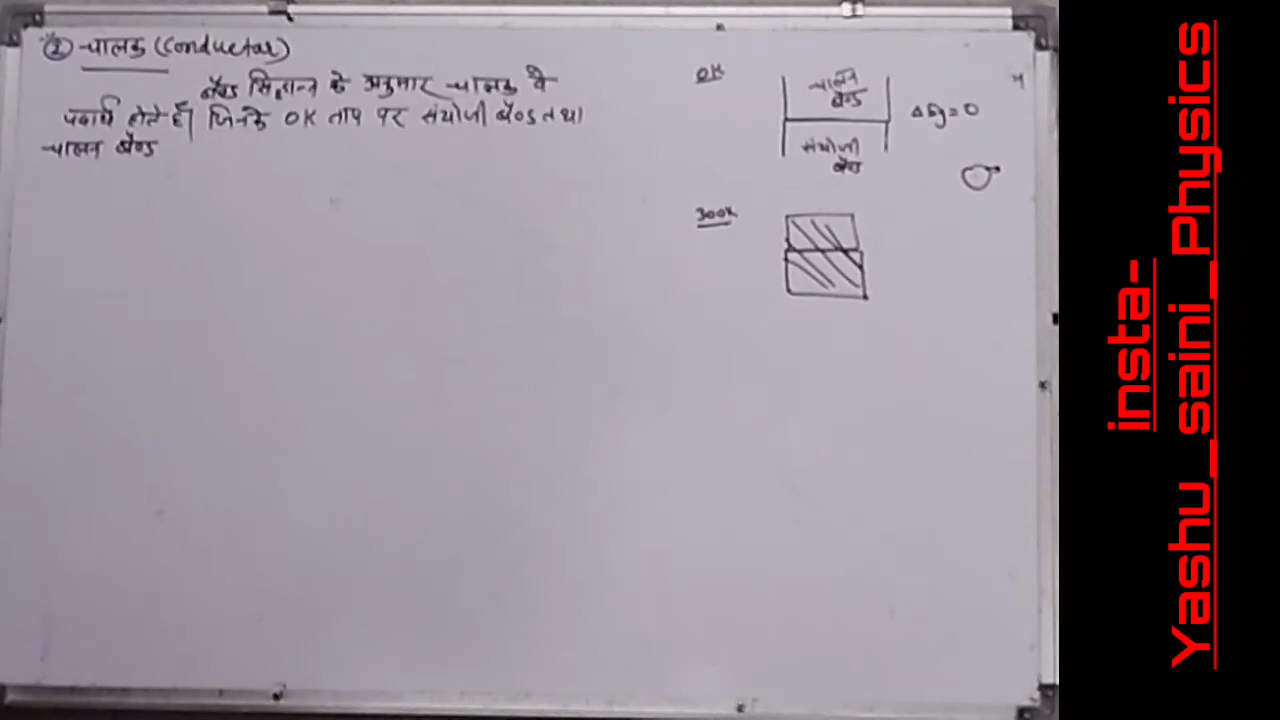 ② चालक (Conductor)
बैण्ड सिद्धान्त के अनुसार चालक वे
पदार्थ होते हैं। जिनके 0K ताप पर संयोजी बैण्ड तथा
चालन बैण्ड
0K
चालन
बैण्ड
ΔEg = 0
संयोजी
बैण्ड
300K
insta-
Yashu_saini_Physics